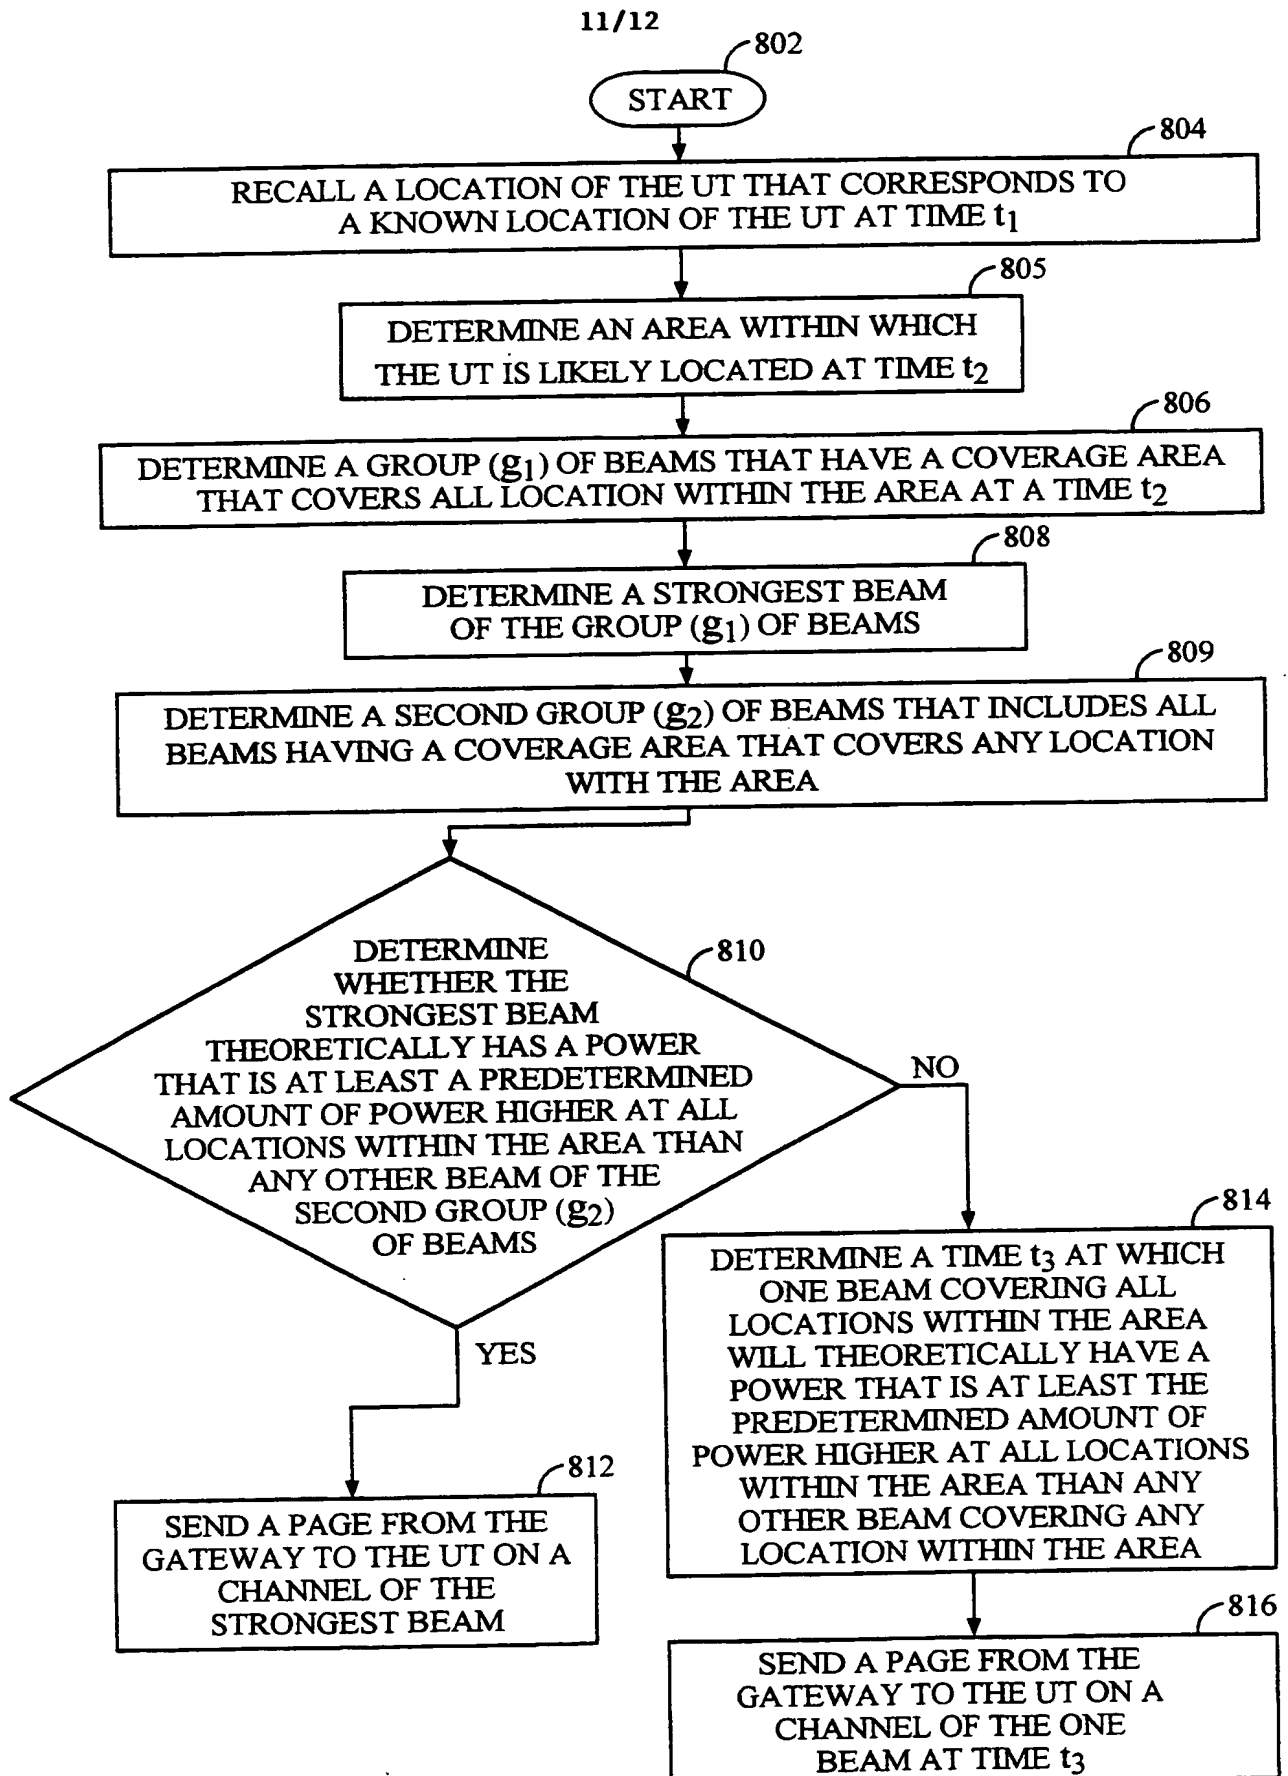 11/12
802
START
804
RECALL A LOCATION OF THE UT THAT CORRESPONDS TO
A KNOWN LOCATION OF THE UT AT TIME t1
805
DETERMINE AN AREA WITHIN WHICH
THE UT IS LIKELY LOCATED AT TIME t2
806
DETERMINE A GROUP (g1) OF BEAMS THAT HAVE A COVERAGE AREA
THAT COVERS ALL LOCATION WITHIN THE AREA AT A TIME t2
808
DETERMINE A STRONGEST BEAM
OF THE GROUP (g1) OF BEAMS
809
DETERMINE A SECOND GROUP (g2) OF BEAMS THAT INCLUDES ALL
BEAMS HAVING A COVERAGE AREA THAT COVERS ANY LOCATION
WITH THE AREA
810
DETERMINE
WHETHER THE
STRONGEST BEAM
THEORETICALLY HAS A POWER
THAT IS AT LEAST A PREDETERMINED
AMOUNT OF POWER HIGHER AT ALL
LOCATIONS WITHIN THE AREA THAN
ANY OTHER BEAM OF THE
SECOND GROUP (g2)
OF BEAMS
NO
YES
812
SEND A PAGE FROM THE
GATEWAY TO THE UT ON A
CHANNEL OF THE
STRONGEST BEAM
814
DETERMINE A TIME t3 AT WHICH
ONE BEAM COVERING ALL
LOCATIONS WITHIN THE AREA
WILL THEORETICALLY HAVE A
POWER THAT IS AT LEAST THE
PREDETERMINED AMOUNT OF
POWER HIGHER AT ALL LOCATIONS
WITHIN THE AREA THAN ANY
OTHER BEAM COVERING ANY
LOCATION WITHIN THE AREA
816
SEND A PAGE FROM THE
GATEWAY TO THE UT ON A
CHANNEL OF THE ONE
BEAM AT TIME t3